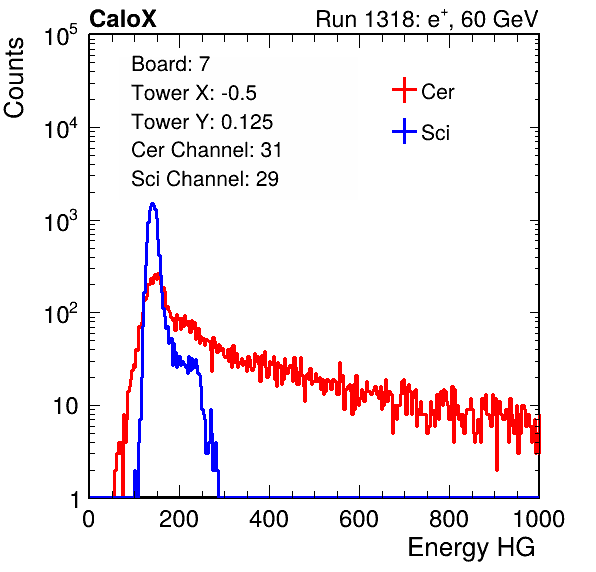 CaloX Run 1318: e⁺, 60 GeV
Counts
Board: 7
Tower X: -0.5
Tower Y: 0.125
Cer Channel: 31
Sci Channel: 29
Cer
Sci
10⁵
10⁴
10³
10²
10
1
0 200 400 600 800 1000
Energy HG